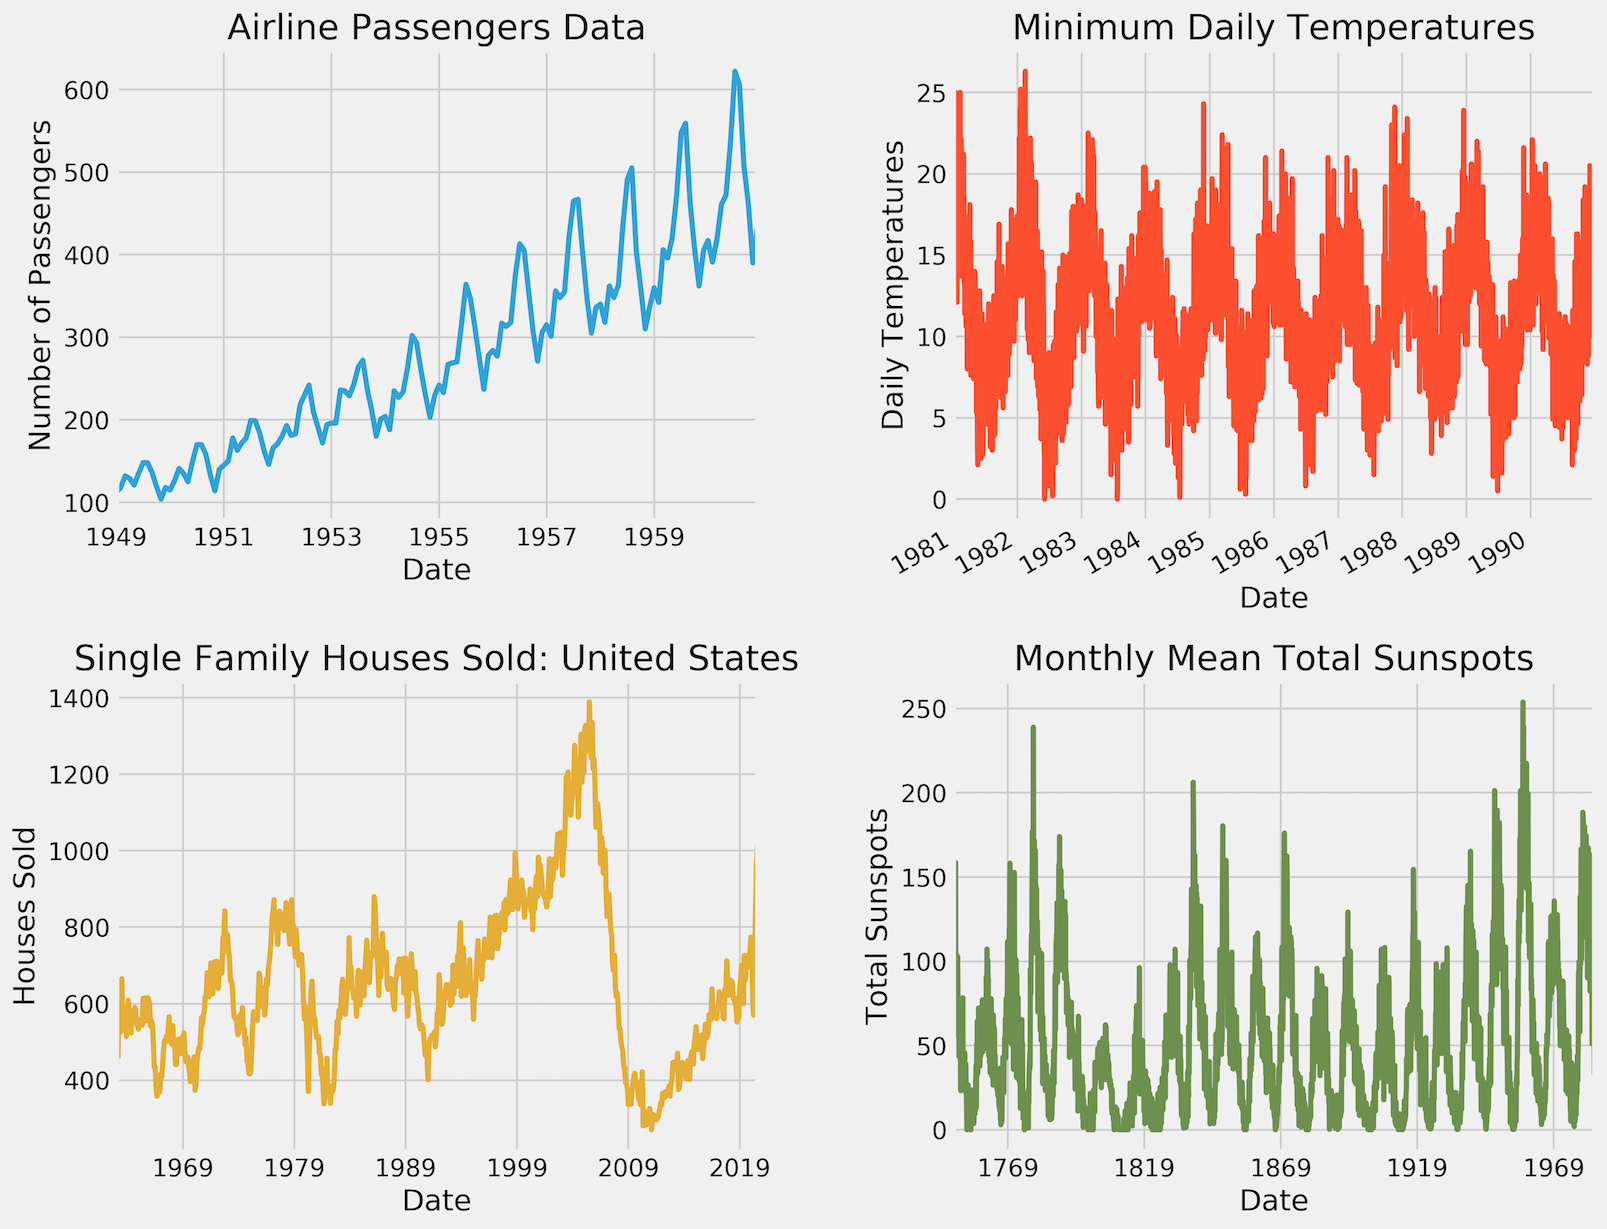 Airline Passengers Data
Number of Passengers
600
500
400
300
200
100
1949 1951 1953 1955 1957 1959
Date
Minimum Daily Temperatures
Daily Temperatures
25
20
15
10
5
0
1981 1982 1983 1984 1985 1986 1987 1988 1989 1990
Date
Single Family Houses Sold: United States
Houses Sold
1400
1200
1000
800
600
400
1969 1979 1989 1999 2009 2019
Date
Monthly Mean Total Sunspots
Total Sunspots
250
200
150
100
50
0
1769 1819 1869 1919 1969
Date